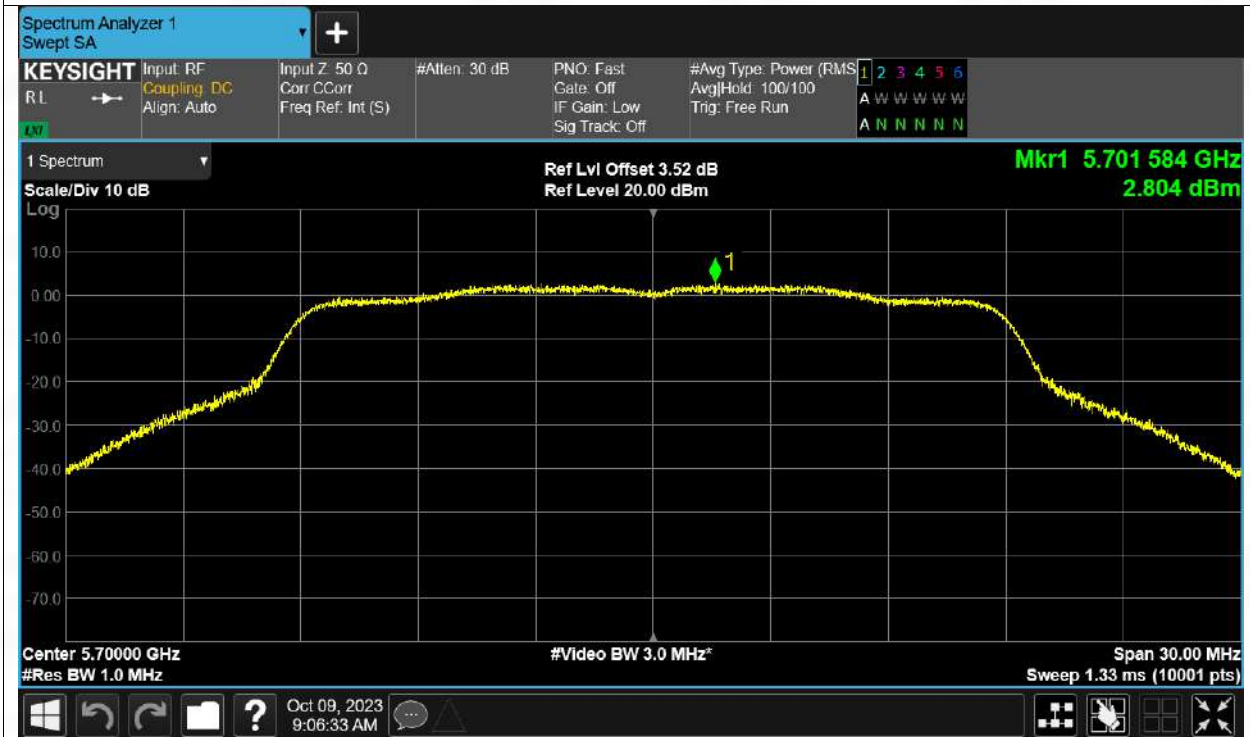 Spectrum Analyzer 1
Swept SA
+
KEYSIGHT
RL
LXI
Input: RF
Coupling: DC
Align: Auto
Input Z: 50 Ω
Corr CCorr
Freq Ref: Int (S)
#Atten: 30 dB
PNO: Fast
Gate: Off
IF Gain: Low
Sig Track: Off
#Avg Type: Power (RMS
Avg|Hold: 100/100
Trig: Free Run
1 2 3 4 5 6
A W W W W W
A N N N N N
1 Spectrum
Scale/Div 10 dB
Log
Ref Lvl Offset 3.52 dB
Ref Level 20.00 dBm
Mkr1 5.701 584 GHz
2.804 dBm
10.0
0.00
-10.0
-20.0
-30.0
-40.0
-50.0
-60.0
-70.0
1
Center 5.70000 GHz
#Res BW 1.0 MHz
#Video BW 3.0 MHz*
Span 30.00 MHz
Sweep 1.33 ms (10001 pts)
?
Oct 09, 2023
9:06:33 AM